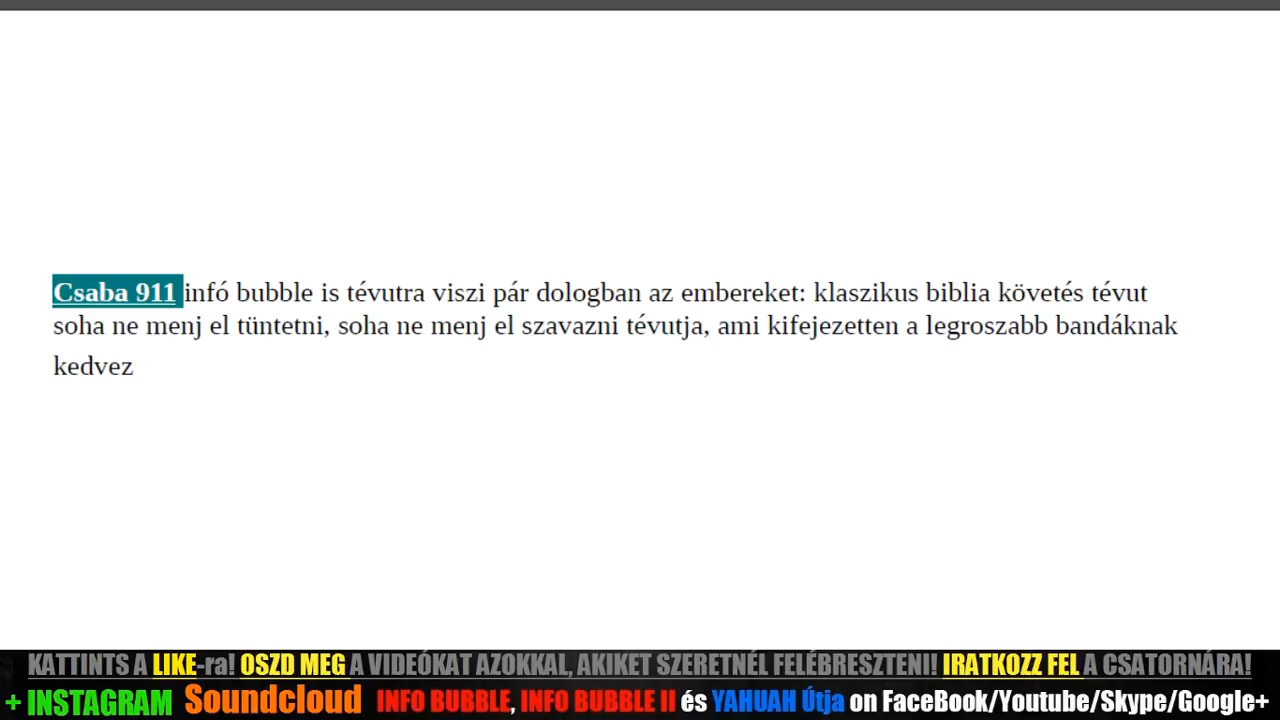 Csaba 911 infó bubble is tévutra viszi pár dologban az embereket: klaszikus biblia követés tévut
soha ne menj el tüntetni, soha ne menj el szavazni tévutja, ami kifejezetten a legroszabb bandáknak
kedvez
KATTINTS A LIKE-ra! OSZD MEG A VIDEÓKAT AZOKKAL, AKIKET SZERETNÉL FELÉBRESZTENI! IRATKOZZ FEL A CSATORNÁRA!
+ INSTAGRAM Soundcloud INFO BUBBLE, INFO BUBBLE II és YAHUAH Útja on FaceBook/Youtube/Skype/Google+